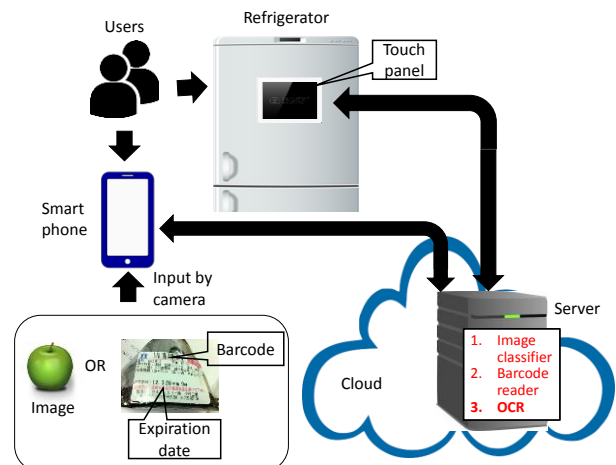 Refrigerator
Users
Touch
panel
Smart
phone
Input by
camera
Server
1. Image
classifier
2. Barcode
reader
3. OCR
Cloud
OR
Barcode
Image
Expiration
date